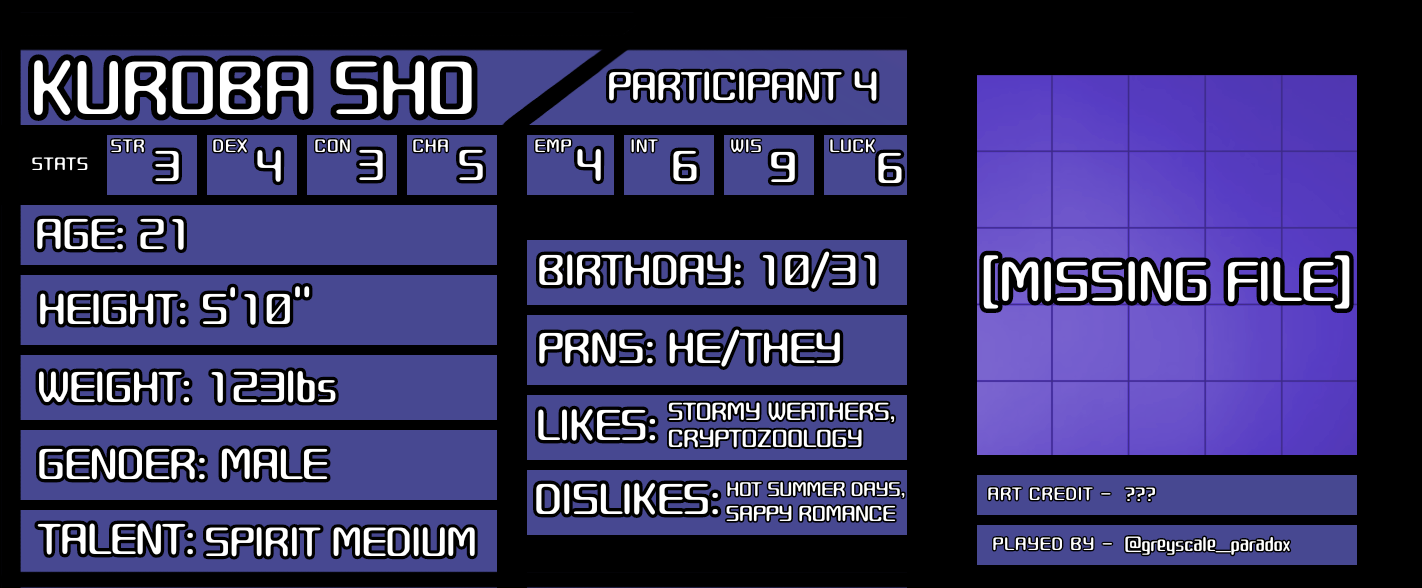 KUROBA SHO
PARTICIPANT 4
STATS
STR 3
DEX 4
CON 3
CHA 5
EMP 4
INT 6
WIS 9
LUCK 6
AGE: 21
HEIGHT: 5'10"
WEIGHT: 123lbs
GENDER: MALE
TALENT: SPIRIT MEDIUM
BIRTHDAY: 10/31
PRNS: HE/THEY
LIKES: STORMY WEATHERS,
CRYPTOZOOLOGY
DISLIKES: HOT SUMMER DAYS,
SAPPY ROMANCE
[MISSING FILE]
ART CREDIT - ???
PLAYED BY - @greyscale_paradox